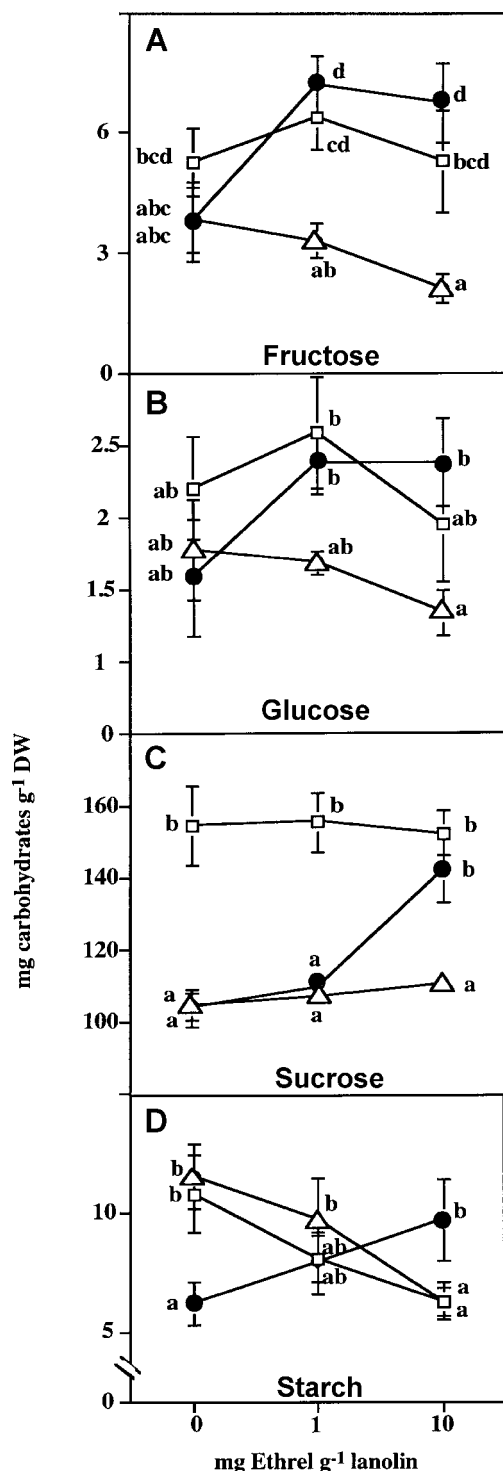 A
d
d
6
bcd
cd
bcd
abc
abc
3
ab
a
0
Fructose
B
2.5
b
b
ab
b
2
ab
ab
ab
ab
1.5
a
1
0
Glucose
C
160
b
b
b
140
b
120
a
a
a
100
a
a
Sucrose
D
b
b
b
b
10
ab
ab
a
a
a
5
0
Starch
0
1
10
mg Ethrel g-1 lanolin
mg carbohydrates g-1 DW